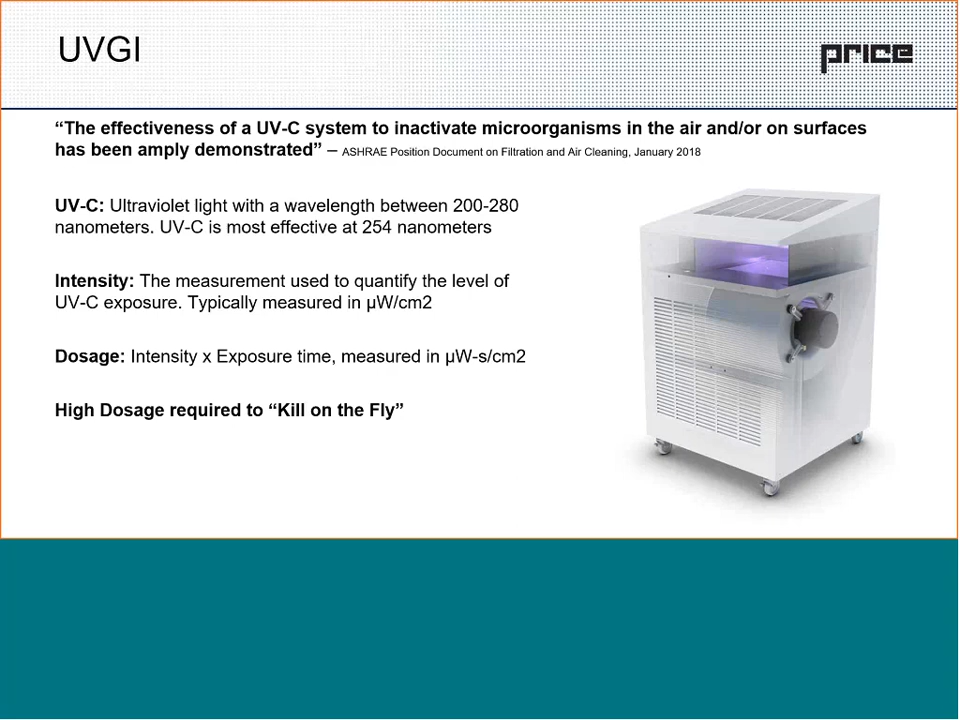 UVGI
price
“The effectiveness of a UV-C system to inactivate microorganisms in the air and/or on surfaces
has been amply demonstrated” – ASHRAE Position Document on Filtration and Air Cleaning, January 2018
UV-C: Ultraviolet light with a wavelength between 200-280
nanometers. UV-C is most effective at 254 nanometers
Intensity: The measurement used to quantify the level of
UV-C exposure. Typically measured in µW/cm2
Dosage: Intensity x Exposure time, measured in µW-s/cm2
High Dosage required to “Kill on the Fly”